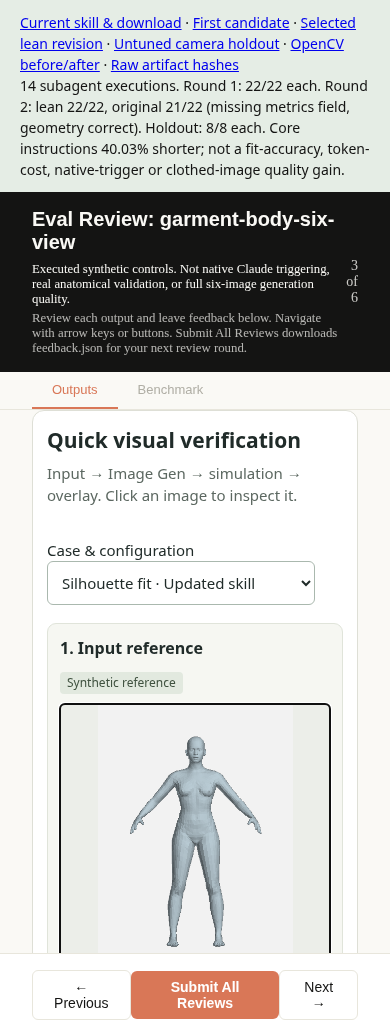 Current skill & download · First candidate · Selected
lean revision · Untuned camera holdout · OpenCV
before/after · Raw artifact hashes
14 subagent executions. Round 1: 22/22 each. Round
2: lean 22/22, original 21/22 (missing metrics field,
geometry correct). Holdout: 8/8 each. Core
instructions 40.03% shorter; not a fit-accuracy, token-
cost, native-trigger or clothed-image quality gain.
Eval Review: garment-body-six-
view
Executed synthetic controls. Not native Claude triggering,
real anatomical validation, or full six-image generation
quality.
Review each output and leave feedback below. Navigate
with arrow keys or buttons. Submit All Reviews downloads
feedback.json for your next review round.
3
of
6
Outputs
Benchmark
Quick visual verification
Input → Image Gen → simulation →
overlay. Click an image to inspect it.
Case & configuration
Silhouette fit · Updated skill
1. Input reference
Synthetic reference
←
Previous
Submit All
Reviews
Next
→